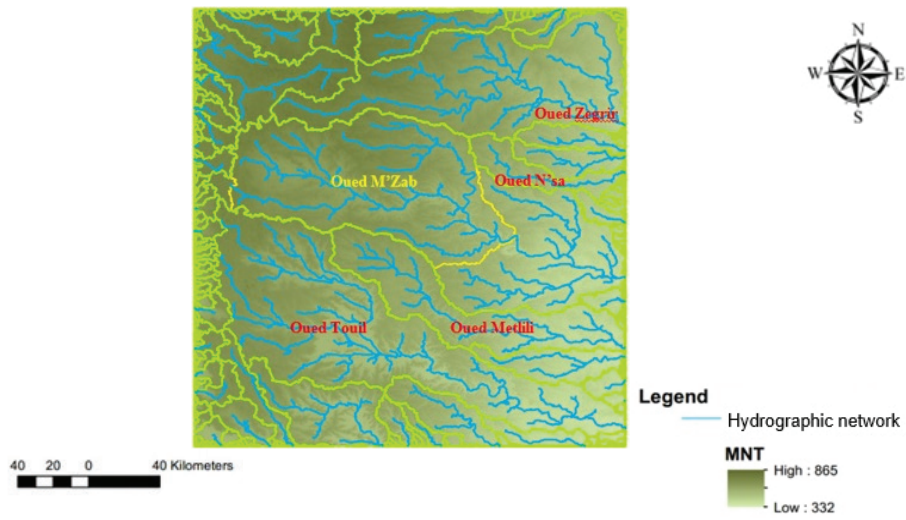 N
W E
S
Oued Zegrir
Oued M'Zab
Oued N'sa
Oued Touil
Oued Metlili
Legend
Hydrographic network
MNT
High : 865
Low : 332
40 20 0 40 Kilometers